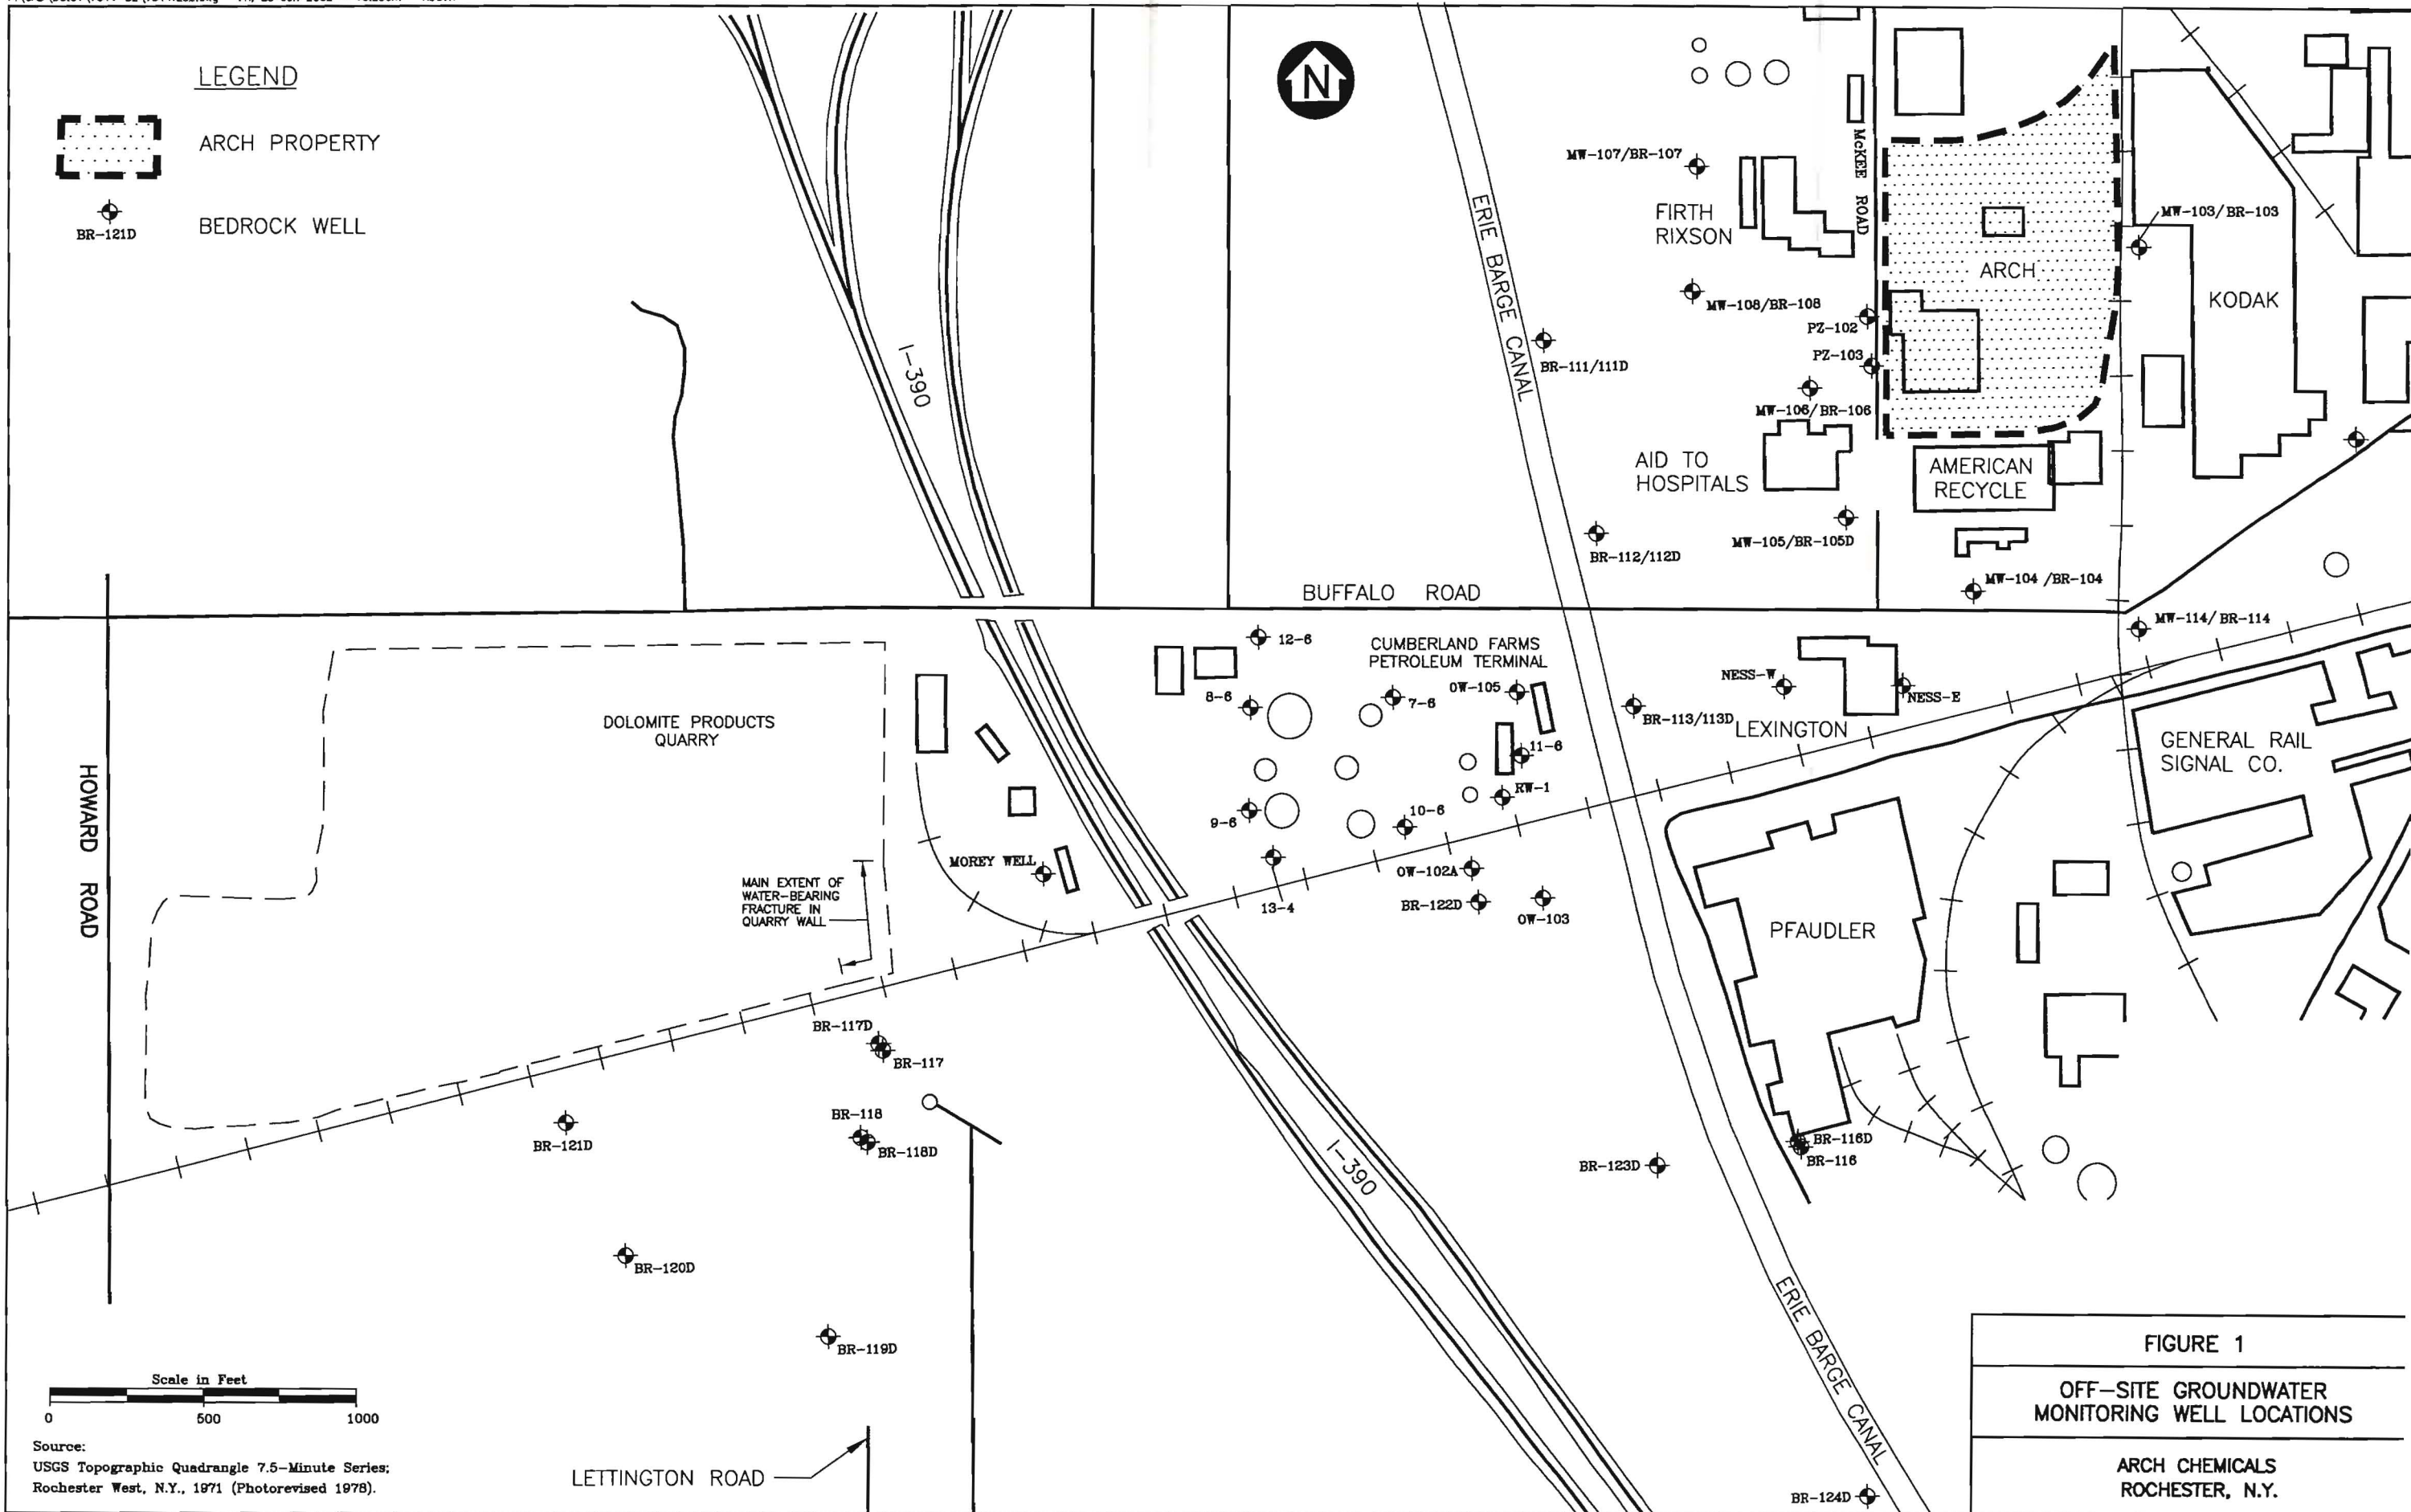 LEGEND
ARCH PROPERTY
BR-121D
BEDROCK WELL
N
I-390
ERIE BARGE CANAL
MW-107/BR-107
FIRTH
RIXSON
McKEE ROAD
MW-108/BR-108
PZ-102
PZ-103
BR-111/111D
MW-106/BR-106
ARCH
MW-103/BR-103
KODAK
AID TO
HOSPITALS
AMERICAN
RECYCLE
BR-112/112D
MW-105/BR-105D
MW-104 /BR-104
BUFFALO ROAD
MW-114/BR-114
HOWARD ROAD
DOLOMITE PRODUCTS
QUARRY
12-6
CUMBERLAND FARMS
PETROLEUM TERMINAL
8-6
7-6
OW-105
NESS-W
NESS-E
BR-113/113D
LEXINGTON
11-6
GENERAL RAIL
SIGNAL CO.
RW-1
9-6
10-6
MOREY WELL
MAIN EXTENT OF
WATER-BEARING
FRACTURE IN
QUARRY WALL
13-4
OW-102A
BR-122D
OW-103
PFAUDLER
BR-117D
BR-117
BR-118
BR-118D
BR-121D
I-390
BR-123D
BR-116D
BR-116
BR-120D
BR-119D
ERIE BARGE CANAL
BR-124D
LETTINGTON ROAD
Scale in Feet
0 500 1000
Source:
USGS Topographic Quadrangle 7.5-Minute Series;
Rochester West, N.Y., 1971 (Photorevised 1978).
FIGURE 1
OFF-SITE GROUNDWATER
MONITORING WELL LOCATIONS
ARCH CHEMICALS
ROCHESTER, N.Y.